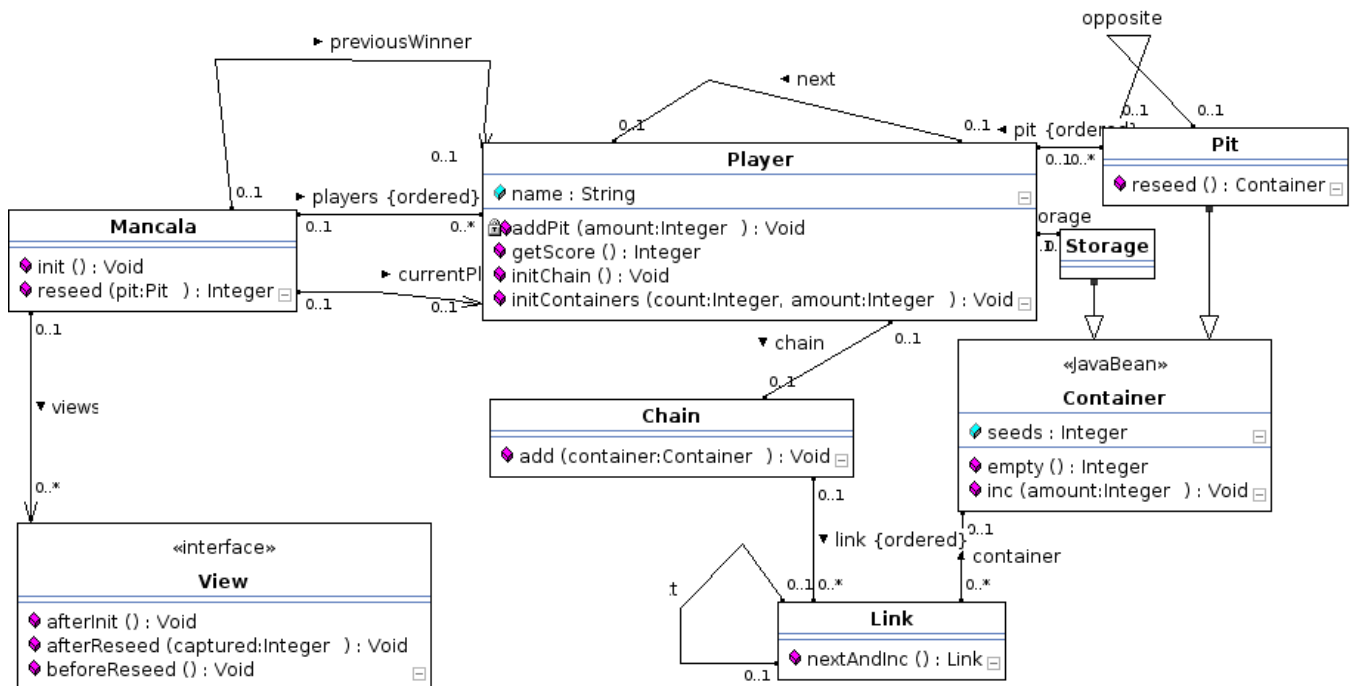 opposite
► previousWinner
◄ next
0..1
0..1
0..1
0..1
◄ pit {ordered}
0..1
0..1
0..1
0..*
Player
name : String
addPit (amount:Integer ) : Void
getScore () : Integer
initChain () : Void
initContainers (count:Integer, amount:Integer ) : Void
Pit
reseed () : Container
0..1
► players {ordered}
0..1
0..*
Mancala
init () : Void
reseed (pit:Pit ) : Integer
► currentPl
0..1
0..1
orage
Storage
0..1
▼ views
0..*
▼ chain
0..1
0..1
Chain
add (container:Container ) : Void
«JavaBean»
Container
seeds : Integer
empty () : Integer
inc (amount:Integer ) : Void
0..1
▼ link {ordered}
0..1
▲ container
0..1
0..*
0..*
«interface»
View
afterInit () : Void
afterReseed (captured:Integer ) : Void
beforeReseed () : Void
Link
nextAndInc () : Link
0..1